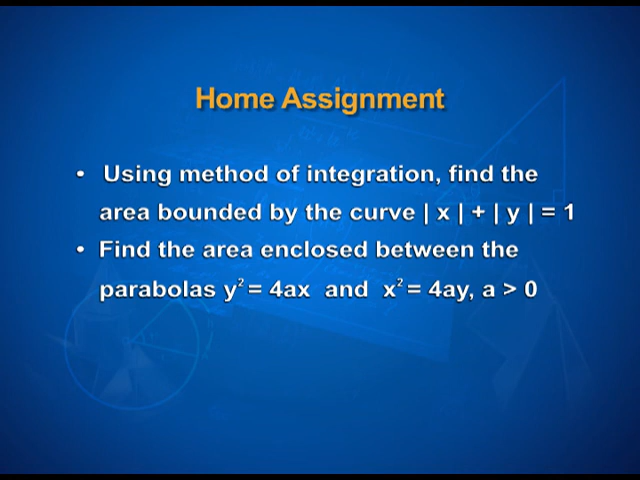 Home Assignment
• Using method of integration, find the
area bounded by the curve | x | + | y | = 1
• Find the area enclosed between the
parabolas y² = 4ax and x² = 4ay, a > 0